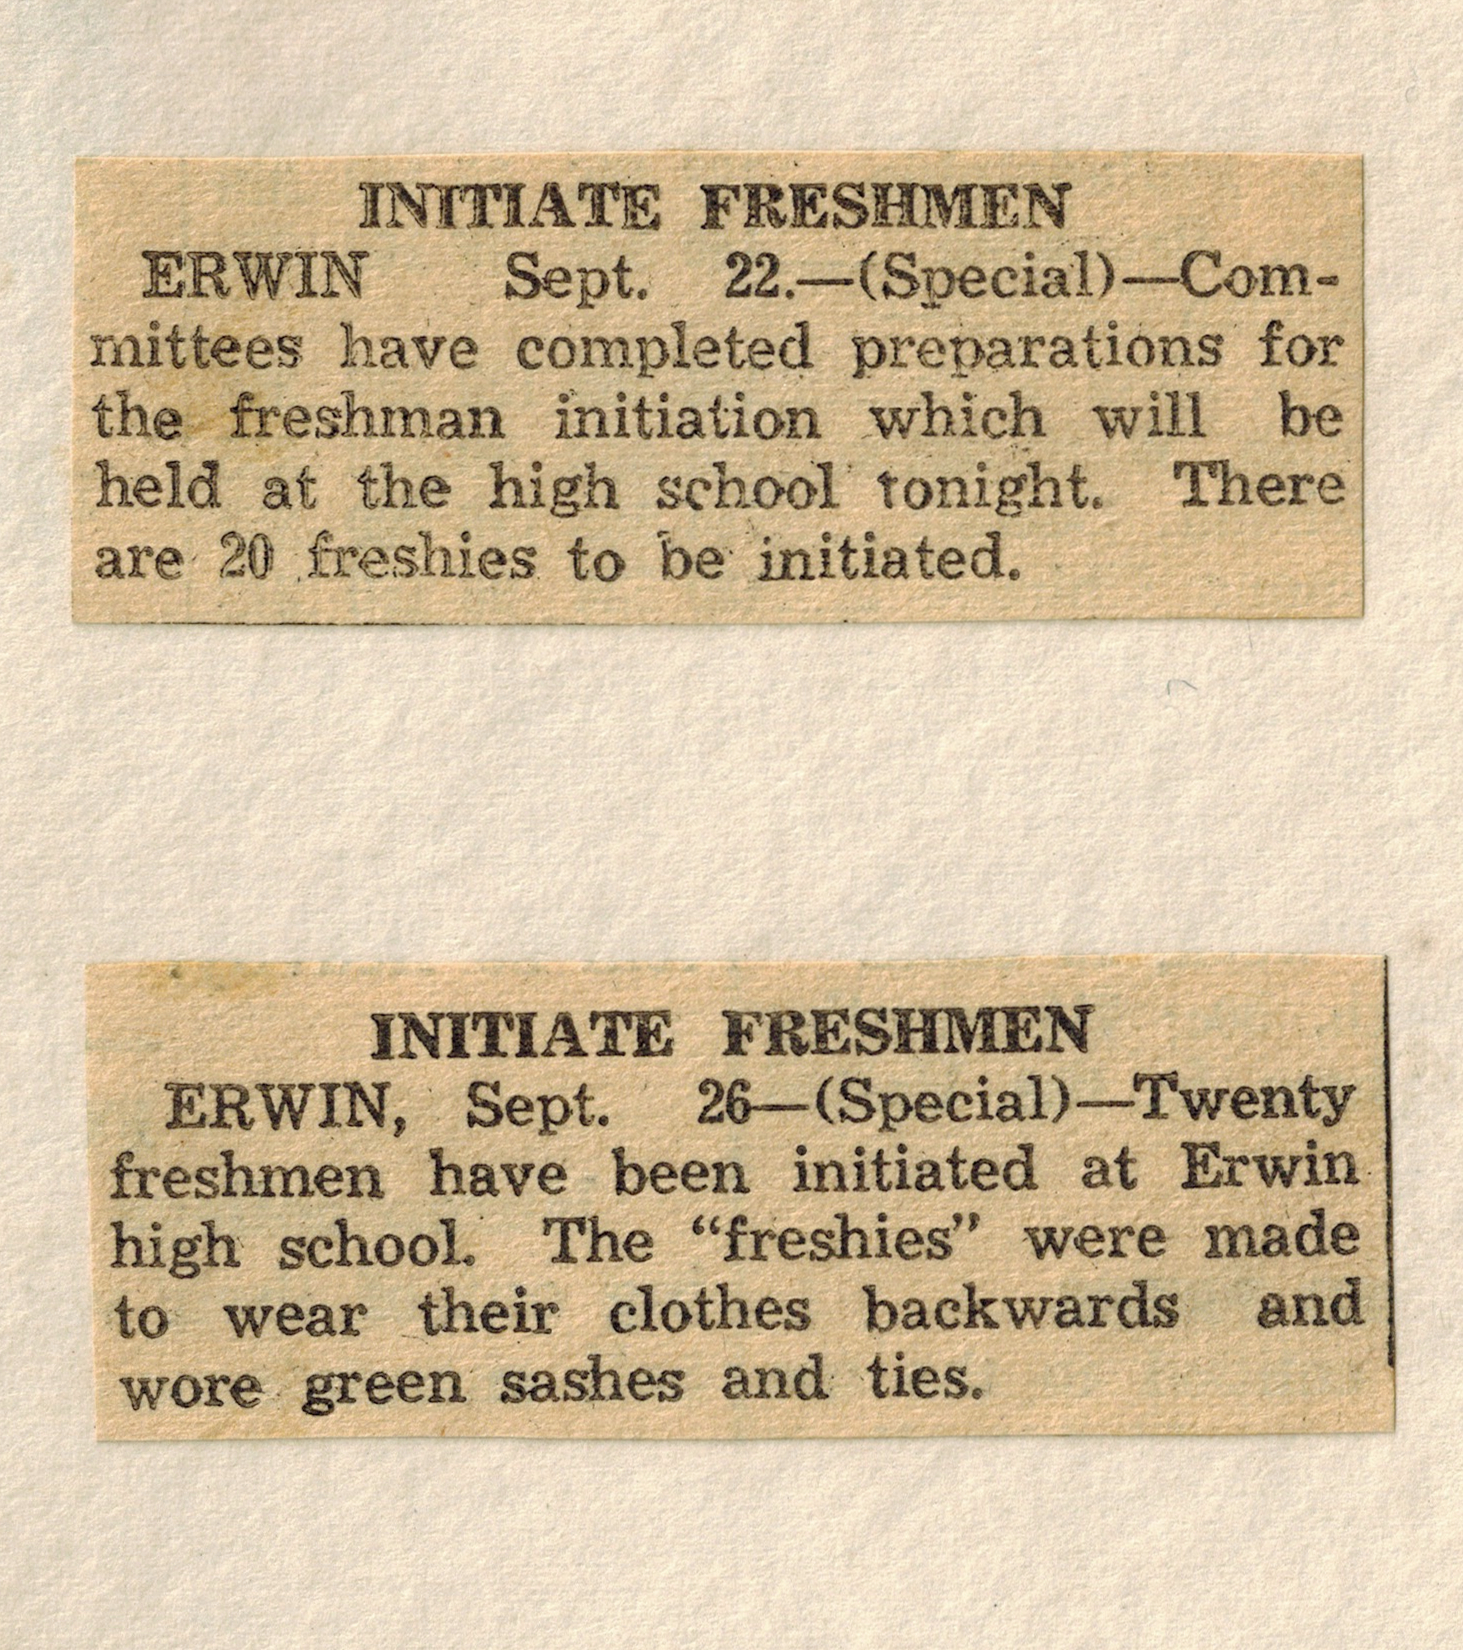 INITIATE FRESHMEN
ERWIN Sept. 22.—(Special)—Com-
mittees have completed preparations for
the freshman initiation which will be
held at the high school tonight. There
are 20 freshies to be initiated.
INITIATE FRESHMEN
ERWIN, Sept. 26—(Special)—Twenty
freshmen have been initiated at Erwin
high school. The “freshies” were made
to wear their clothes backwards and
wore green sashes and ties.